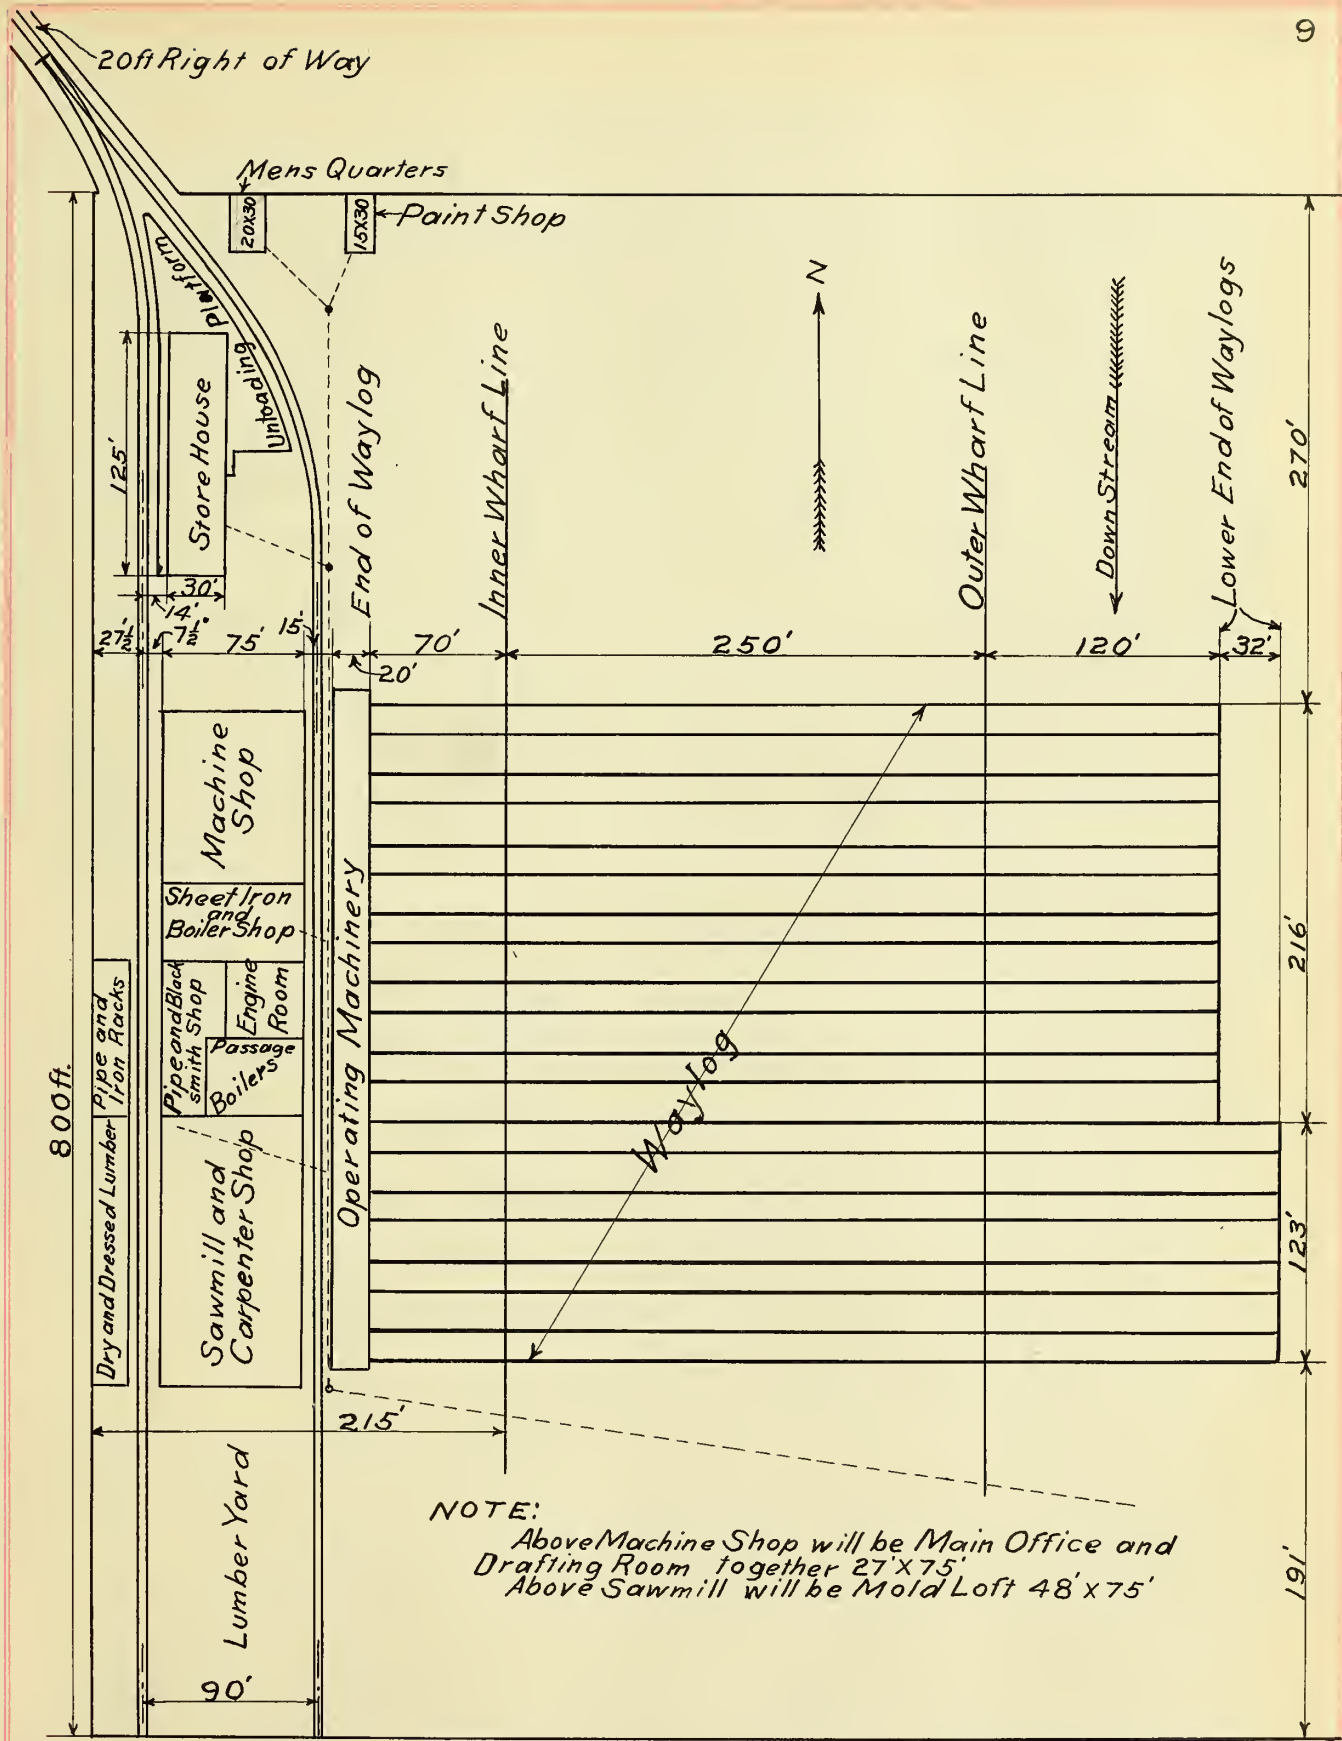 9
20ft Right of Way
Mens Quarters
20X30
15X30
Paint Shop
Platform
Unloading
Store House
125'
30'
14'
27½
7½"
75'
15'
20'
70'
250'
120'
32'
End of Waylog
Inner Wharf Line
N
Outer Wharf Line
Down Stream
Lower End of Waylogs
270'
216'
123'
191'
800ft.
Machine
Shop
Sheet Iron
and
Boiler Shop
Pipe and Black
smith Shop
Engine
Room
Passage
Boilers
Pipe and
Iron Racks
Dry and Dressed Lumber
Sawmill and
Carpenter Shop
Operating Machinery
Waylog
215'
Lumber Yard
90'
NOTE:
Above Machine Shop will be Main Office and
Drafting Room together 27'X75'
Above Sawmill will be Mold Loft 48'X75'